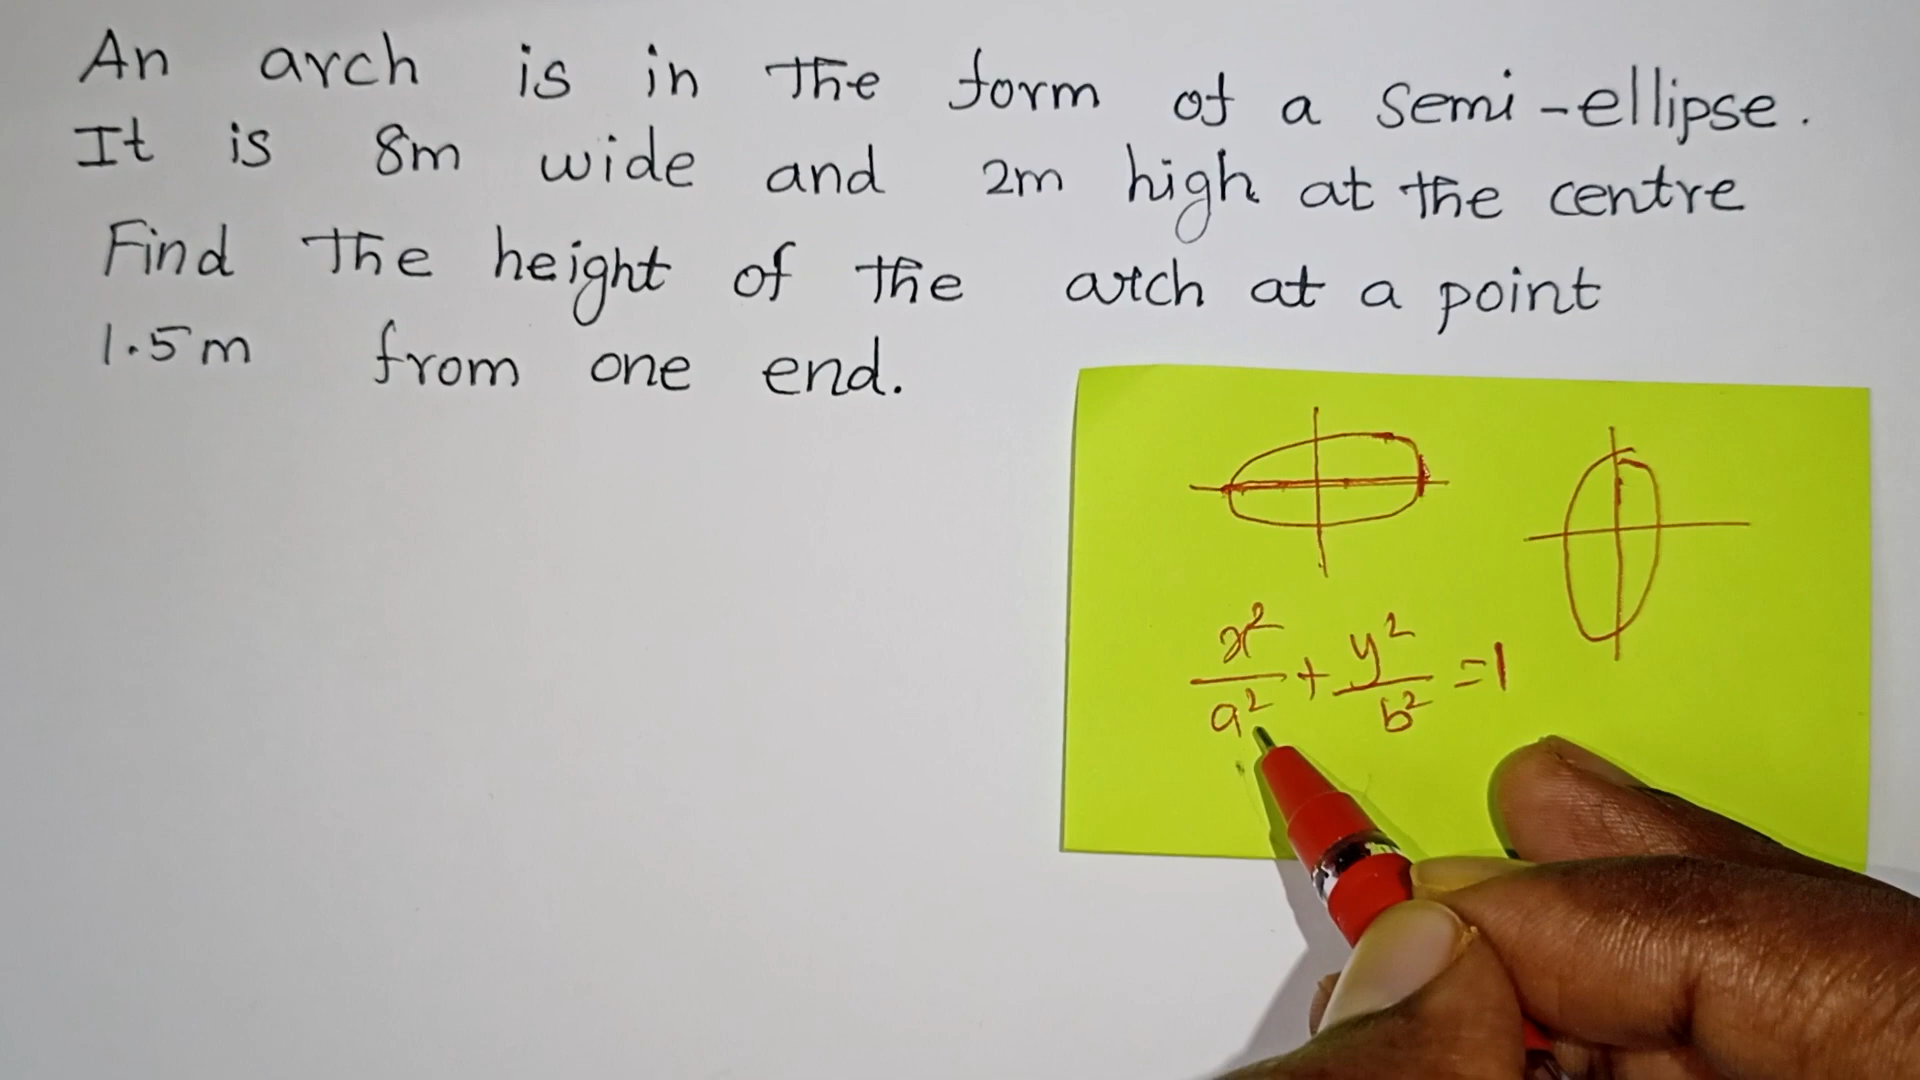 An arch is in the form of a semi-ellipse.
It is 8m wide and 2m high at the centre
Find the height of the arch at a point
1.5m from one end.
x²/a² + y²/b² = 1